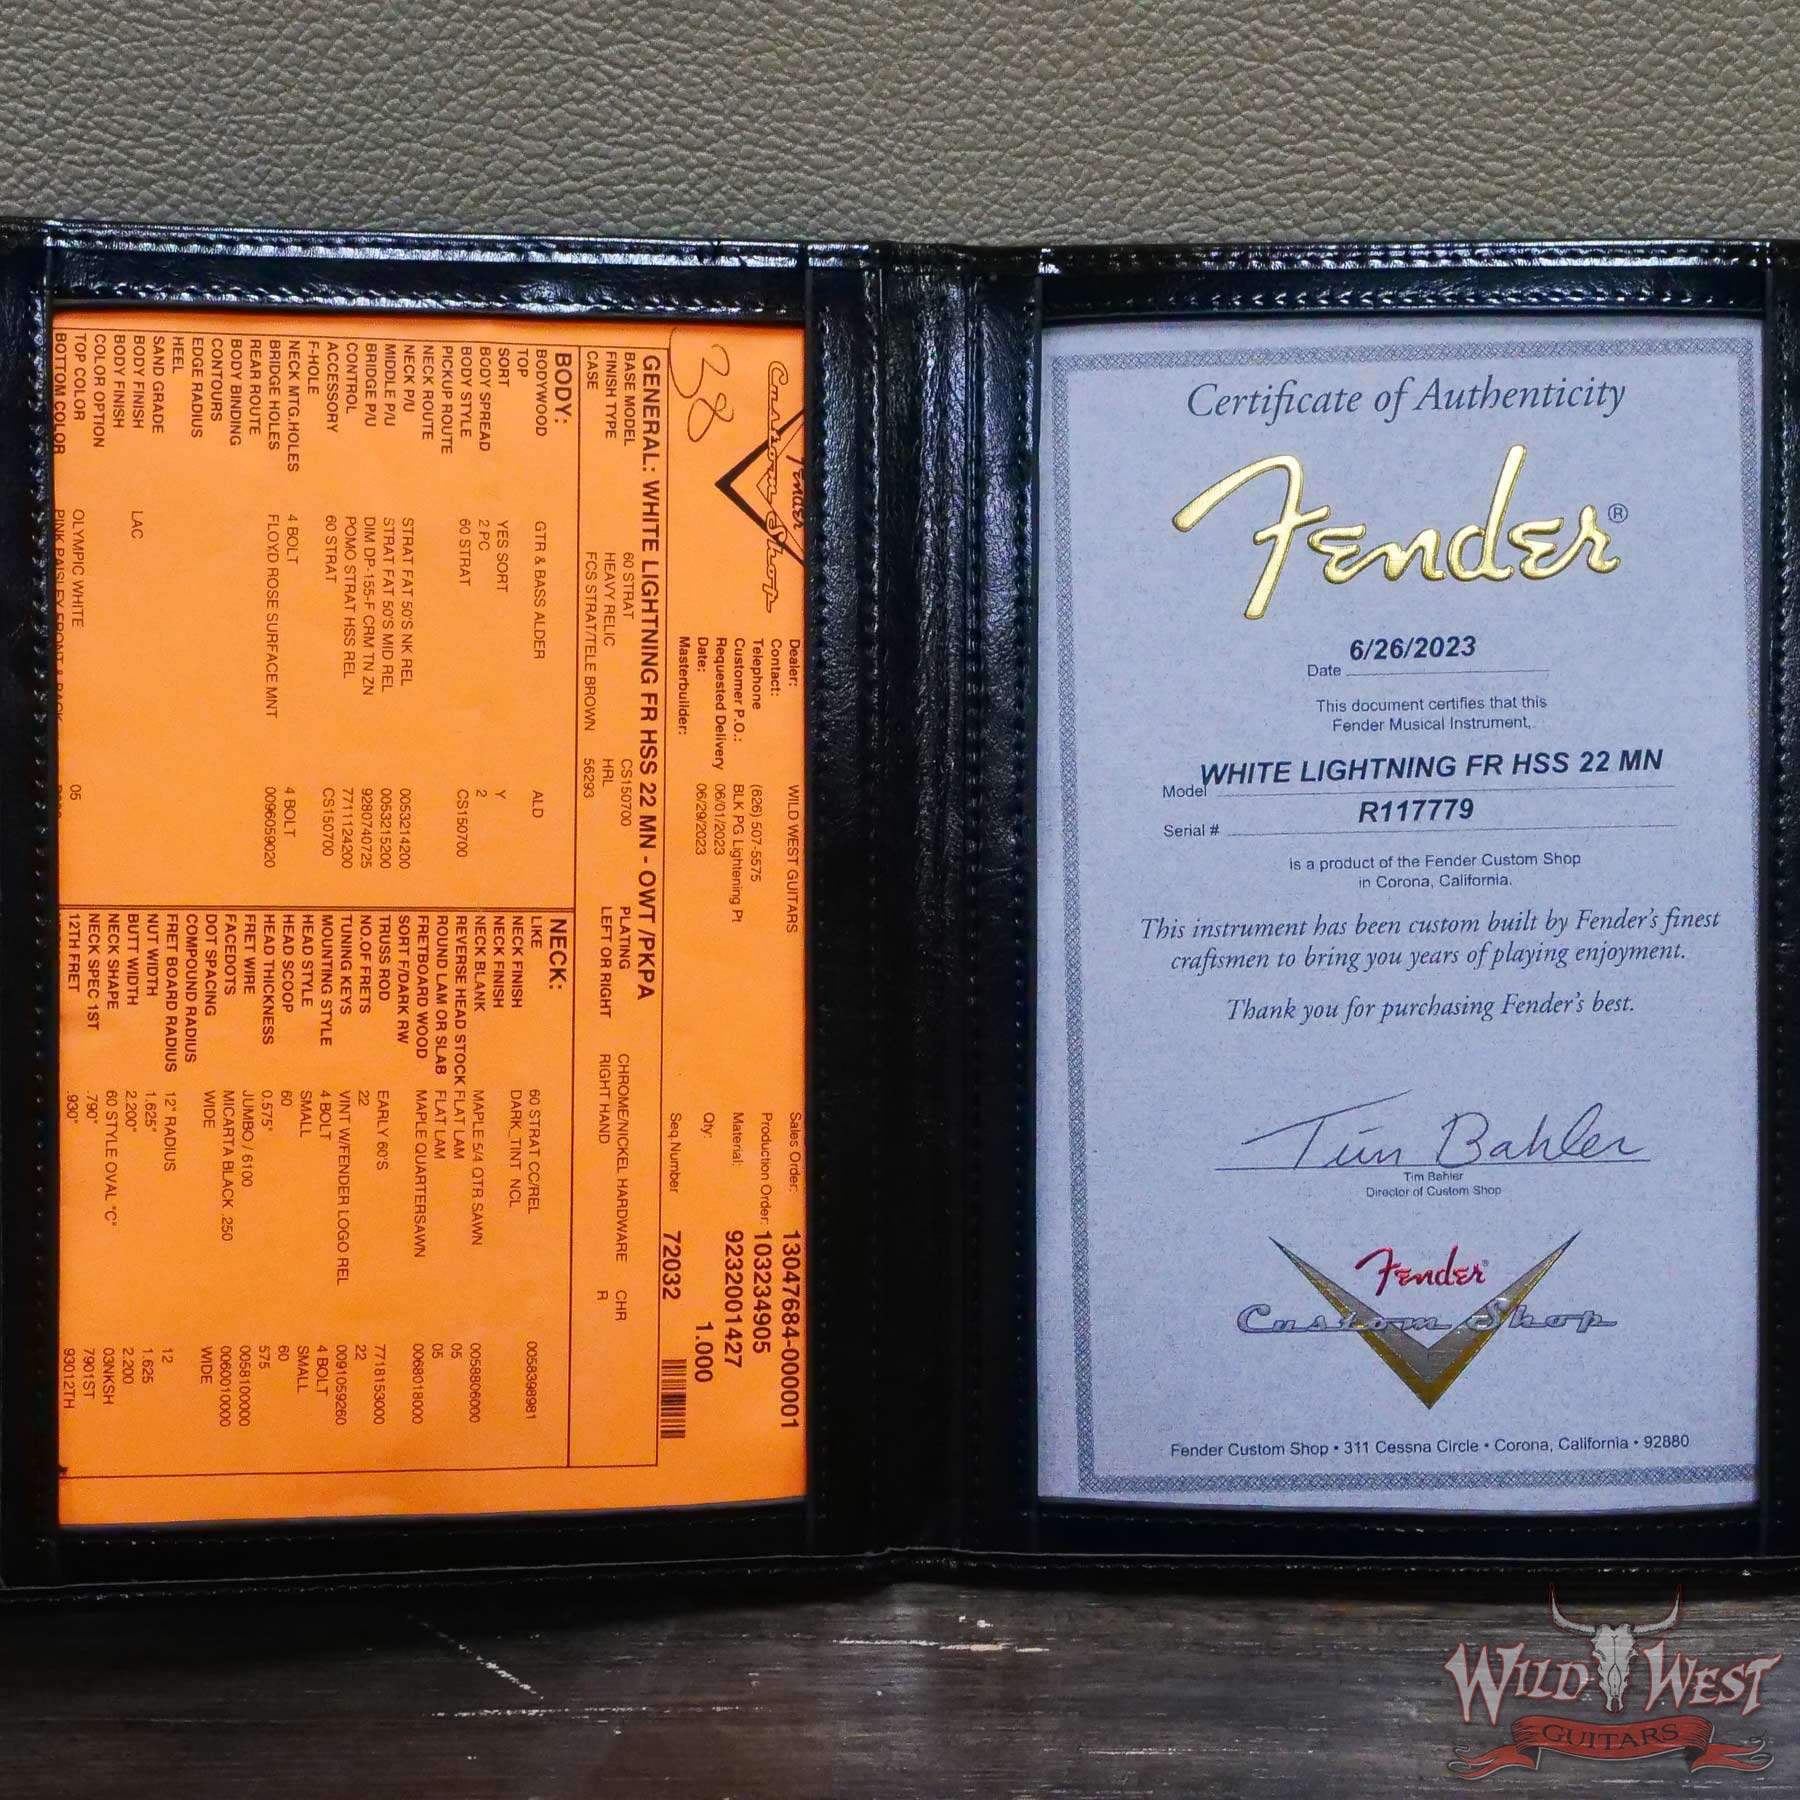 Fender
Custom Shop
38
Dealer: WILD WEST GUITARS
Contact:
Telephone (626) 507-5575
Customer P.O.: BLK PG Lightening Pt
Requested Delivery 06/01/2023
Date: 06/29/2023
Masterbuilder:
Sales Order: 13047684-000001
Production Order: 103234905
Material: 9232001427
Qty: 1.000
Seq.Number 72032
GENERAL: WHITE LIGHTNING FR HSS 22 MN - OWT /PKPA
BASE MODEL 60 STRAT CS150700 PLATING CHROME/NICKEL HARDWARE CHR
FINISH TYPE HEAVY RELIC HRL LEFT OR RIGHT RIGHT HAND R
CASE FCS STRAT/TELE BROWN 56293
BODY:
BODYWOOD GTR & BASS ALDER ALD
TOP
SORT YES SORT Y
BODY SPREAD 2 PC 2
BODY STYLE 60 STRAT CS150700
PICKUP ROUTE
NECK ROUTE
NECK P/U STRAT FAT 50'S NK REL 0053214200
MIDDLE P/U STRAT FAT 50'S MID REL 0053215200
BRIDGE P/U DIM DP-155-F CRM TN ZN 9280740725
CONTROL POMO STRAT HSS REL 7711124200
ACCESSORY 60 STRAT CS150700
F-HOLE
NECK MTG.HOLES 4 BOLT 4 BOLT
BRIDGE HOLES FLOYD ROSE SURFACE MNT 0096059020
REAR ROUTE
BODY BINDING
CONTOURS
EDGE RADIUS
HEEL
SAND GRADE
BODY FINISH LAC
BODY FINISH
COLOR OPTION
TOP COLOR OLYMPIC WHITE 05
BOTTOM COLOR PINK PAISLEY FRONT & BACK
NECK:
LIKE 60 STRAT CC/REL 0058398981
NECK FINISH DARK_TINT NCL
NECK FINISH
NECK BLANK MAPLE 5/4 QTR SAWN 0058806000
REVERSE HEAD STOCK FLAT LAM 05
ROUND LAM OR SLAB FLAT LAM 05
FRETBOARD WOOD MAPLE QUARTERSAWN 0068018000
SORT F/DARK RW
TRUSS ROD EARLY 60'S 7718153000
NO.OF FRETS 22 22
TUNING KEYS VINT W/FENDER LOGO REL 0091059260
MOUNTING STYLE 4 BOLT 4 BOLT
HEAD STYLE SMALL SMALL
HEAD SCOOP 60 60
HEAD THICKNESS 0.575" 575
FRET WIRE JUMBO / 6100 0058100000
FACEDOTS MICARTA BLACK .250 0060010000
DOT SPACING WIDE WIDE
COMPOUND RADIUS
FRET BOARD RADIUS 12" RADIUS 12
NUT WIDTH 1.625" 1.625
BUTT WIDTH 2.200" 2.200
NECK SHAPE 60 STYLE OVAL "C" 03NKSH
NECK SPEC 1ST .790" 7901ST
12TH FRET .930" 93012TH
Certificate of Authenticity
Fender®
6/26/2023
Date
This document certifies that this
Fender Musical Instrument,
Model WHITE LIGHTNING FR HSS 22 MN
Serial # R117779
is a product of the Fender Custom Shop
in Corona, California.
This instrument has been custom built by Fender's finest
craftsmen to bring you years of playing enjoyment.
Thank you for purchasing Fender's best.
Tim Bahler
Tim Bahler
Director of Custom Shop
Fender®
Custom Shop
Fender Custom Shop • 311 Cessna Circle • Corona, California • 92880
WILD WEST
GUITARS